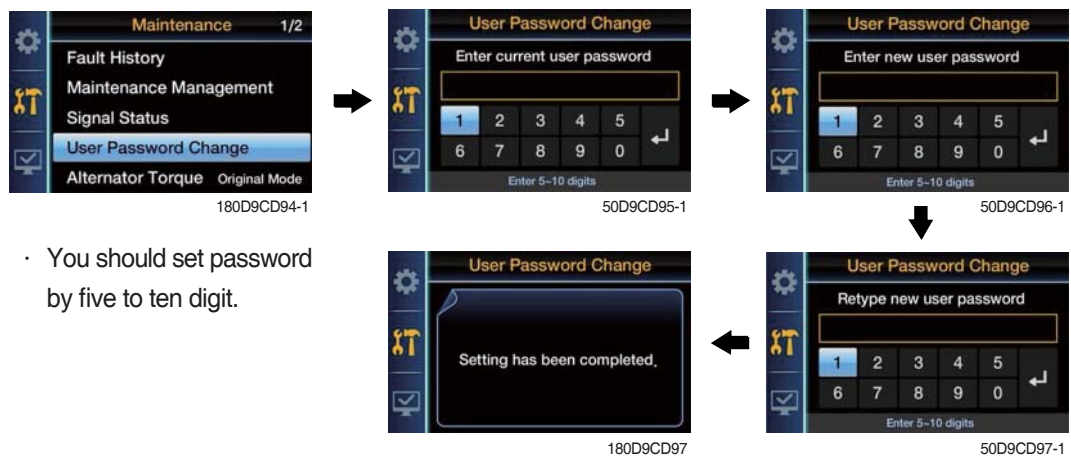 Maintenance 1/2
Fault History
Maintenance Management
Signal Status
User Password Change
Alternator Torque Original Mode
180D9CD94-1
User Password Change
Enter current user password
1 2 3 4 5
6 7 8 9 0
Enter 5~10 digits
50D9CD95-1
User Password Change
Enter new user password
1 2 3 4 5
6 7 8 9 0
Enter 5~10 digits
50D9CD96-1
· You should set password
by five to ten digit.
User Password Change
Retype new user password
1 2 3 4 5
6 7 8 9 0
Enter 5~10 digits
50D9CD97-1
User Password Change
Setting has been completed.
180D9CD97